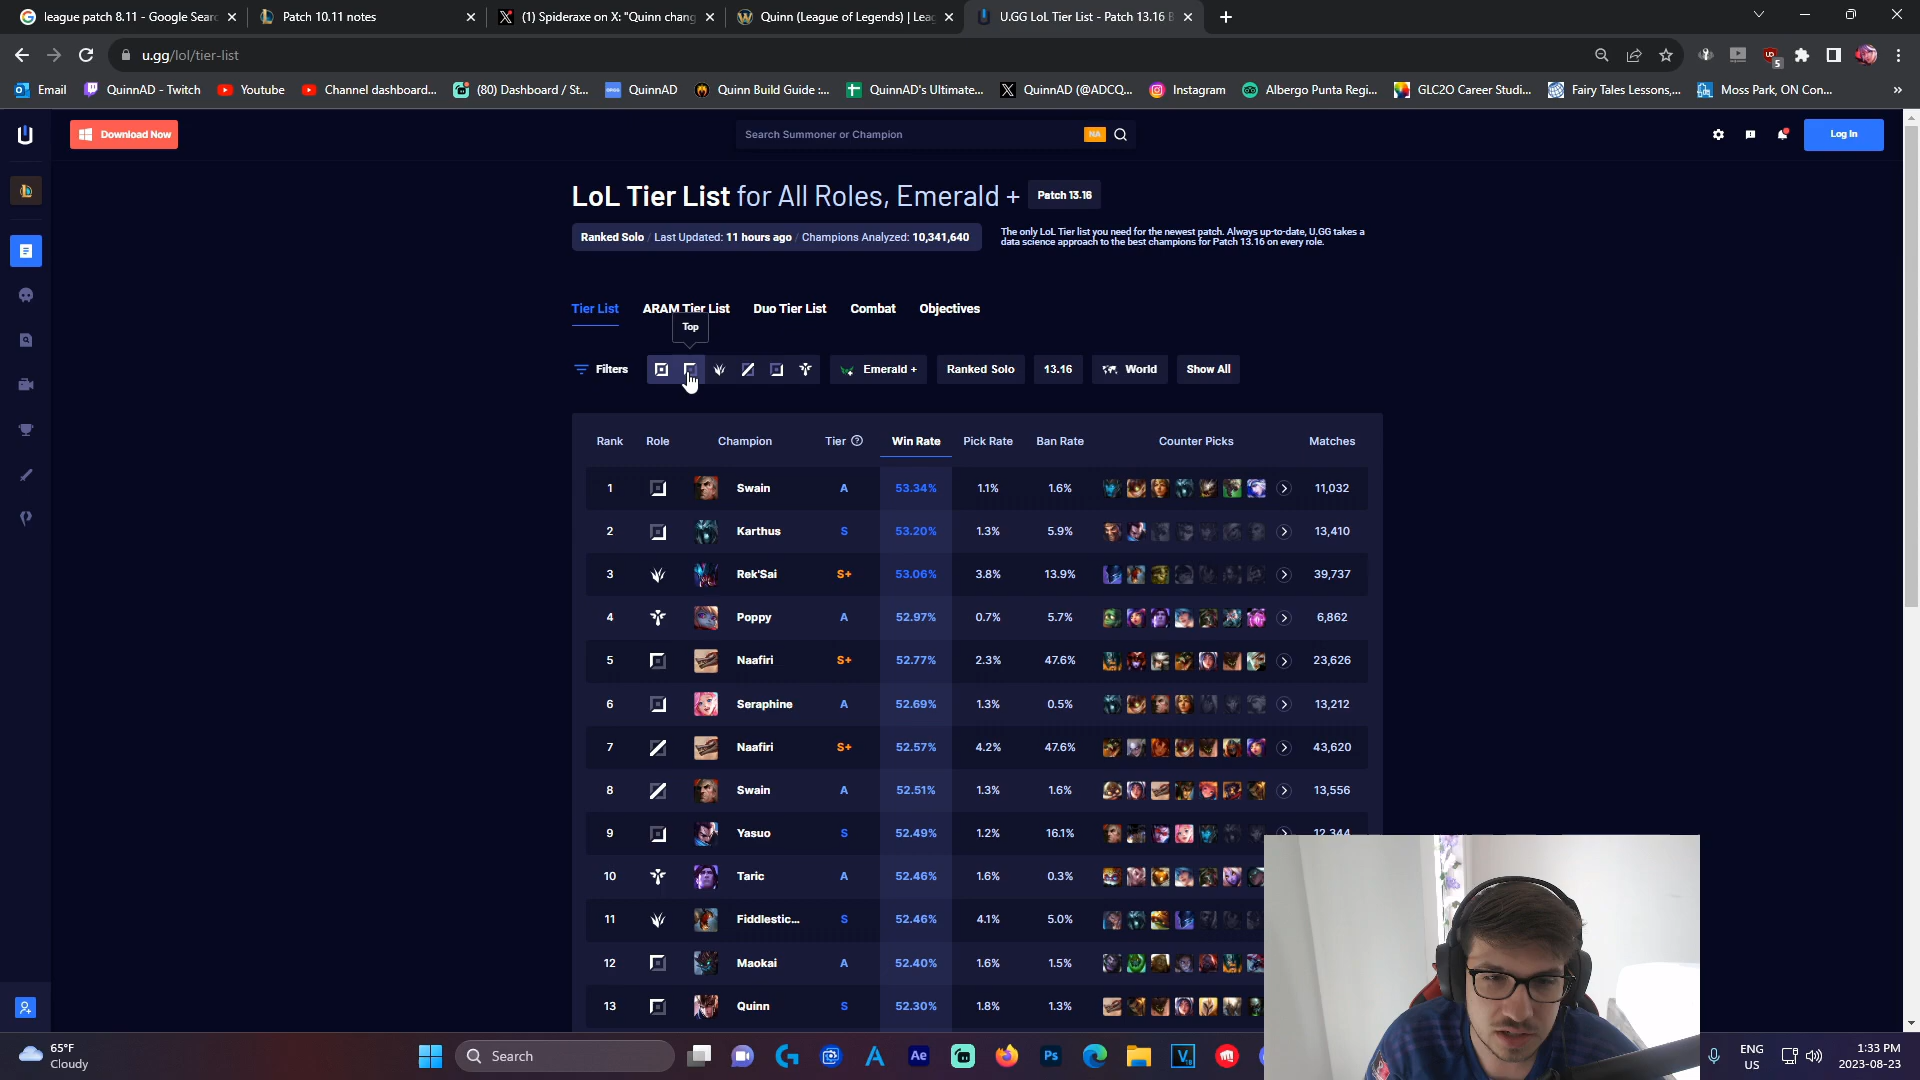 league patch 8.11 - Google Sear
Patch 10.11 notes
(1) Spideraxe on X: "Quinn chang
Quinn (League of Legends) | Leag
U.GG LoL Tier List - Patch 13.16 B
u.gg/lol/tier-list
5
Email
QuinnAD - Twitch
Youtube
Channel dashboard...
(80) Dashboard / St...
QuinnAD
Quinn Build Guide :...
QuinnAD's Ultimate...
QuinnAD (@ADCQ...
Instagram
Albergo Punta Regi...
GLC2O Career Studi...
Fairy Tales Lessons,...
Moss Park, ON Con...
»
Download Now
Search Summoner or Champion
NA
Log In
LoL Tier List for All Roles, Emerald +
Patch 13.16
Ranked Solo / Last Updated: 11 hours ago / Champions Analyzed: 10,341,640
The only LoL Tier list you need for the newest patch. Always up-to-date, U.GG takes a
data science approach to the best champions for Patch 13.16 on every role.
Tier List
ARAM Tier List
Duo Tier List
Combat
Objectives
Top
Filters
Emerald +
Ranked Solo
13.16
World
Show All
Rank Role Champion Tier Win Rate Pick Rate Ban Rate Counter Picks Matches
1 Swain A 53.34% 1.1% 1.6% 11,032
2 Karthus S 53.20% 1.3% 5.9% 13,410
3 Rek'Sai S+ 53.06% 3.8% 13.9% 39,737
4 Poppy A 52.97% 0.7% 5.7% 6,862
5 Naafiri S+ 52.77% 2.3% 47.6% 23,626
6 Seraphine A 52.69% 1.3% 0.5% 13,212
7 Naafiri S+ 52.57% 4.2% 47.6% 43,620
8 Swain A 52.51% 1.3% 1.6% 13,556
9 Yasuo S 52.49% 1.2% 16.1% 12,344
10 Taric A 52.46% 1.6% 0.3%
11 Fiddlestic... S 52.46% 4.1% 5.0%
12 Maokai A 52.40% 1.6% 1.5%
13 Quinn S 52.30% 1.8% 1.3%
65°F
Cloudy
Search
Ae
Ps
ENG
US
1:33 PM
2023-08-23